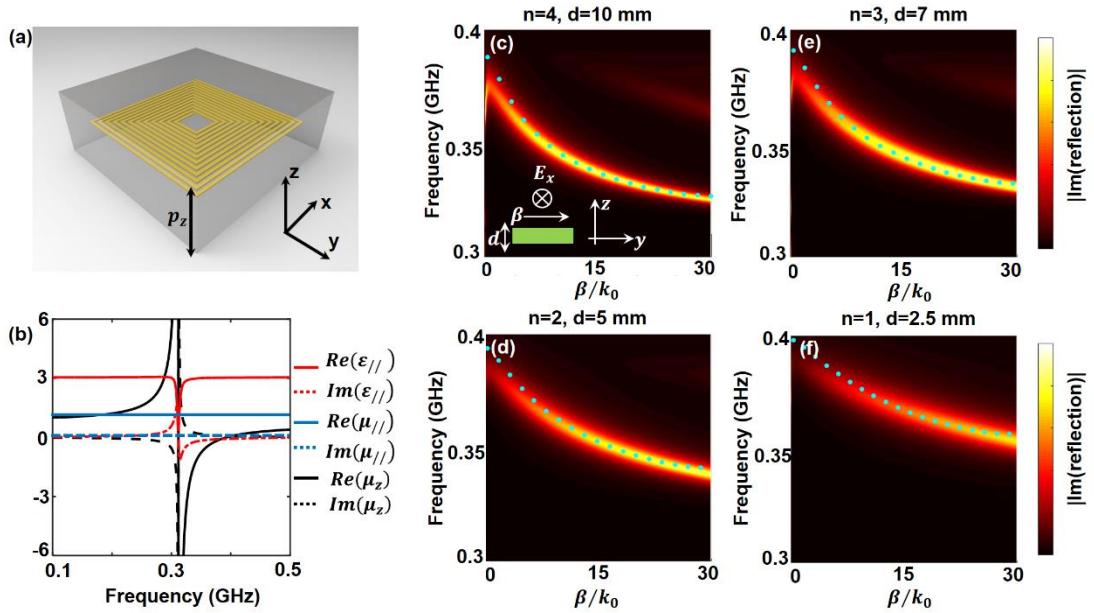 (a)
p_z
z
x
y
(b)
6
3
0
-3
-6
0.1
0.3
0.5
Frequency (GHz)
Re(ε_//)
Im(ε_//)
Re(μ_//)
Im(μ_//)
Re(μ_z)
Im(μ_z)
n=4, d=10 mm
(c)
0.4
0.35
0.3
Frequency (GHz)
E_x
β
d
z
y
0
15
30
β/k_0
n=3, d=7 mm
(e)
0.4
0.35
0.3
Frequency (GHz)
0
15
30
β/k_0
|Im(reflection)|
n=2, d=5 mm
(d)
0.4
0.35
0.3
Frequency (GHz)
0
15
30
β/k_0
n=1, d=2.5 mm
(f)
0.4
0.35
0.3
Frequency (GHz)
0
15
30
β/k_0
|Im(reflection)|